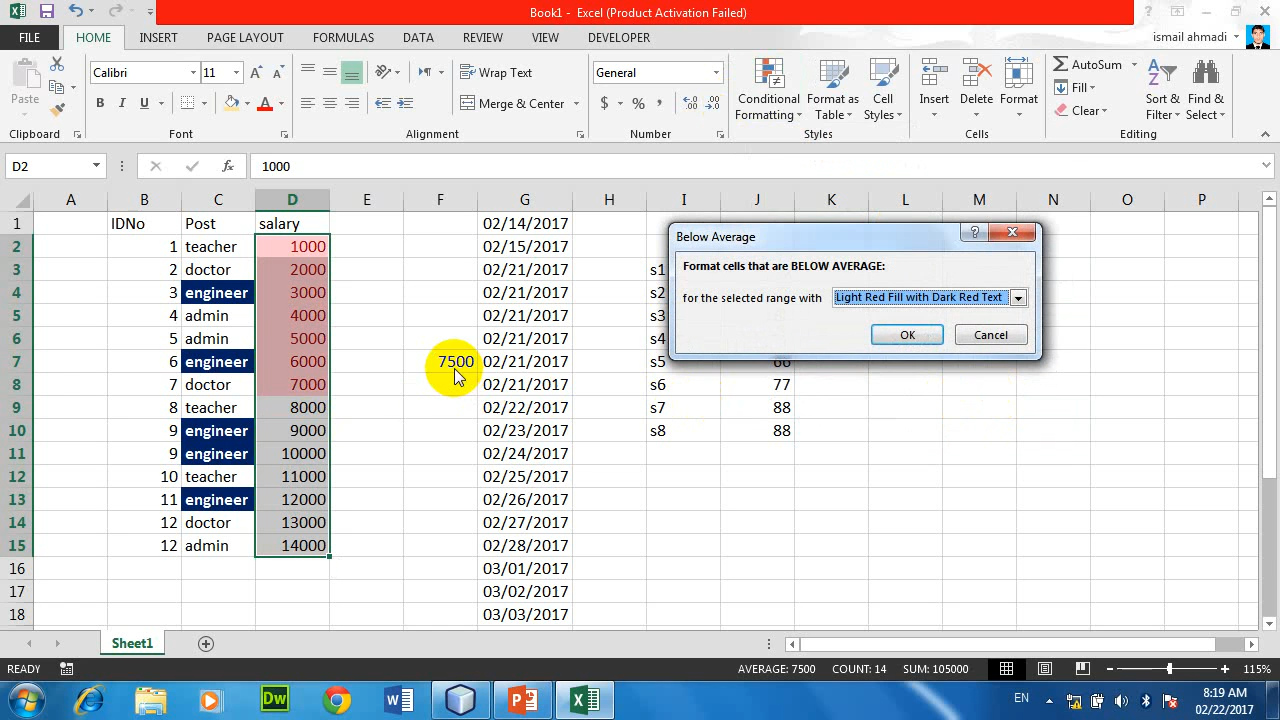 Book1 - Excel (Product Activation Failed)
FILE HOME INSERT PAGE LAYOUT FORMULAS DATA REVIEW VIEW DEVELOPER ismail ahmadi
Paste Calibri 11 Wrap Text General Conditional Formatting Format as Table Cell Styles Insert Delete Format AutoSum Fill Clear Sort & Filter Find & Select
B I U A Merge & Center $ % ,
Clipboard Font Alignment Number Styles Cells Editing
D2 fx 1000
A B C D E F G H I J K L M N O P
1 IDNo Post salary 02/14/2017
2 1 teacher 1000 02/15/2017
3 2 doctor 2000 02/21/2017 s1
4 3 engineer 3000 02/21/2017 s2
5 4 admin 4000 02/21/2017 s3
6 5 admin 5000 02/21/2017 s4
7 6 engineer 6000 7500 02/21/2017 s5 66
8 7 doctor 7000 02/21/2017 s6 77
9 8 teacher 8000 02/22/2017 s7 88
10 9 engineer 9000 02/23/2017 s8 88
11 9 engineer 10000 02/24/2017
12 10 teacher 11000 02/25/2017
13 11 engineer 12000 02/26/2017
14 12 doctor 13000 02/27/2017
15 12 admin 14000 02/28/2017
16 03/01/2017
17 03/02/2017
18 03/03/2017
Below Average
Format cells that are BELOW AVERAGE:
for the selected range with Light Red Fill with Dark Red Text
OK Cancel
Sheet1
READY AVERAGE: 7500 COUNT: 14 SUM: 105000 115%
Dw EN 8:19 AM
02/22/2017